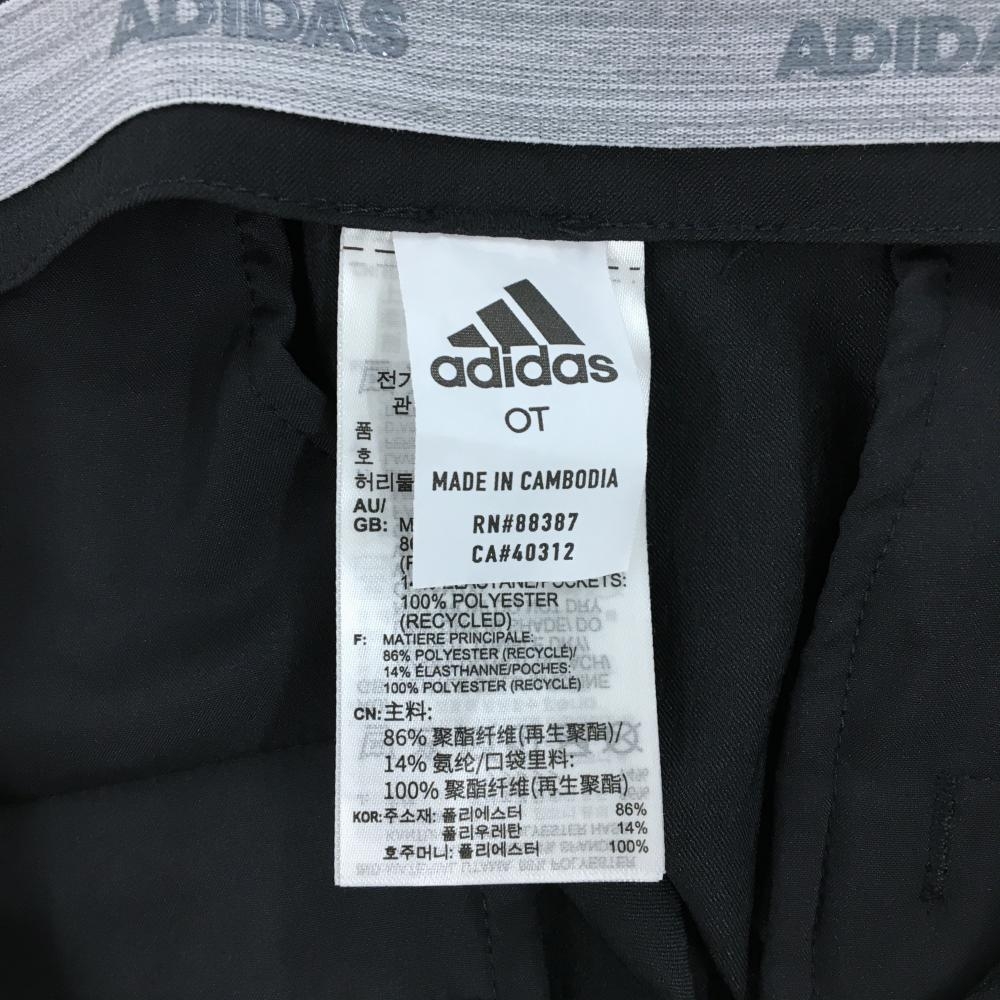 ADIDAS
ADIDA
adidas
OT
MADE IN CAMBODIA
RN#88387
CA#40312
전기
관
품
호
허리둘
AU/
GB: M
86
(R
14% ELASTANE/POCKETS:
100% POLYESTER
(RECYCLED)
F: MATIERE PRINCIPALE:
86% POLYESTER (RECYCLÉ)/
14% ÉLASTHANNE/POCHES:
100% POLYESTER (RECYCLÉ)
CN: 主料:
86% 聚酯纤维(再生聚酯)/
14% 氨纶/口袋里料:
100% 聚酯纤维(再生聚酯)
KOR: 주소재: 폴리에스터 86%
폴리우레탄 14%
호주머니: 폴리에스터 100%